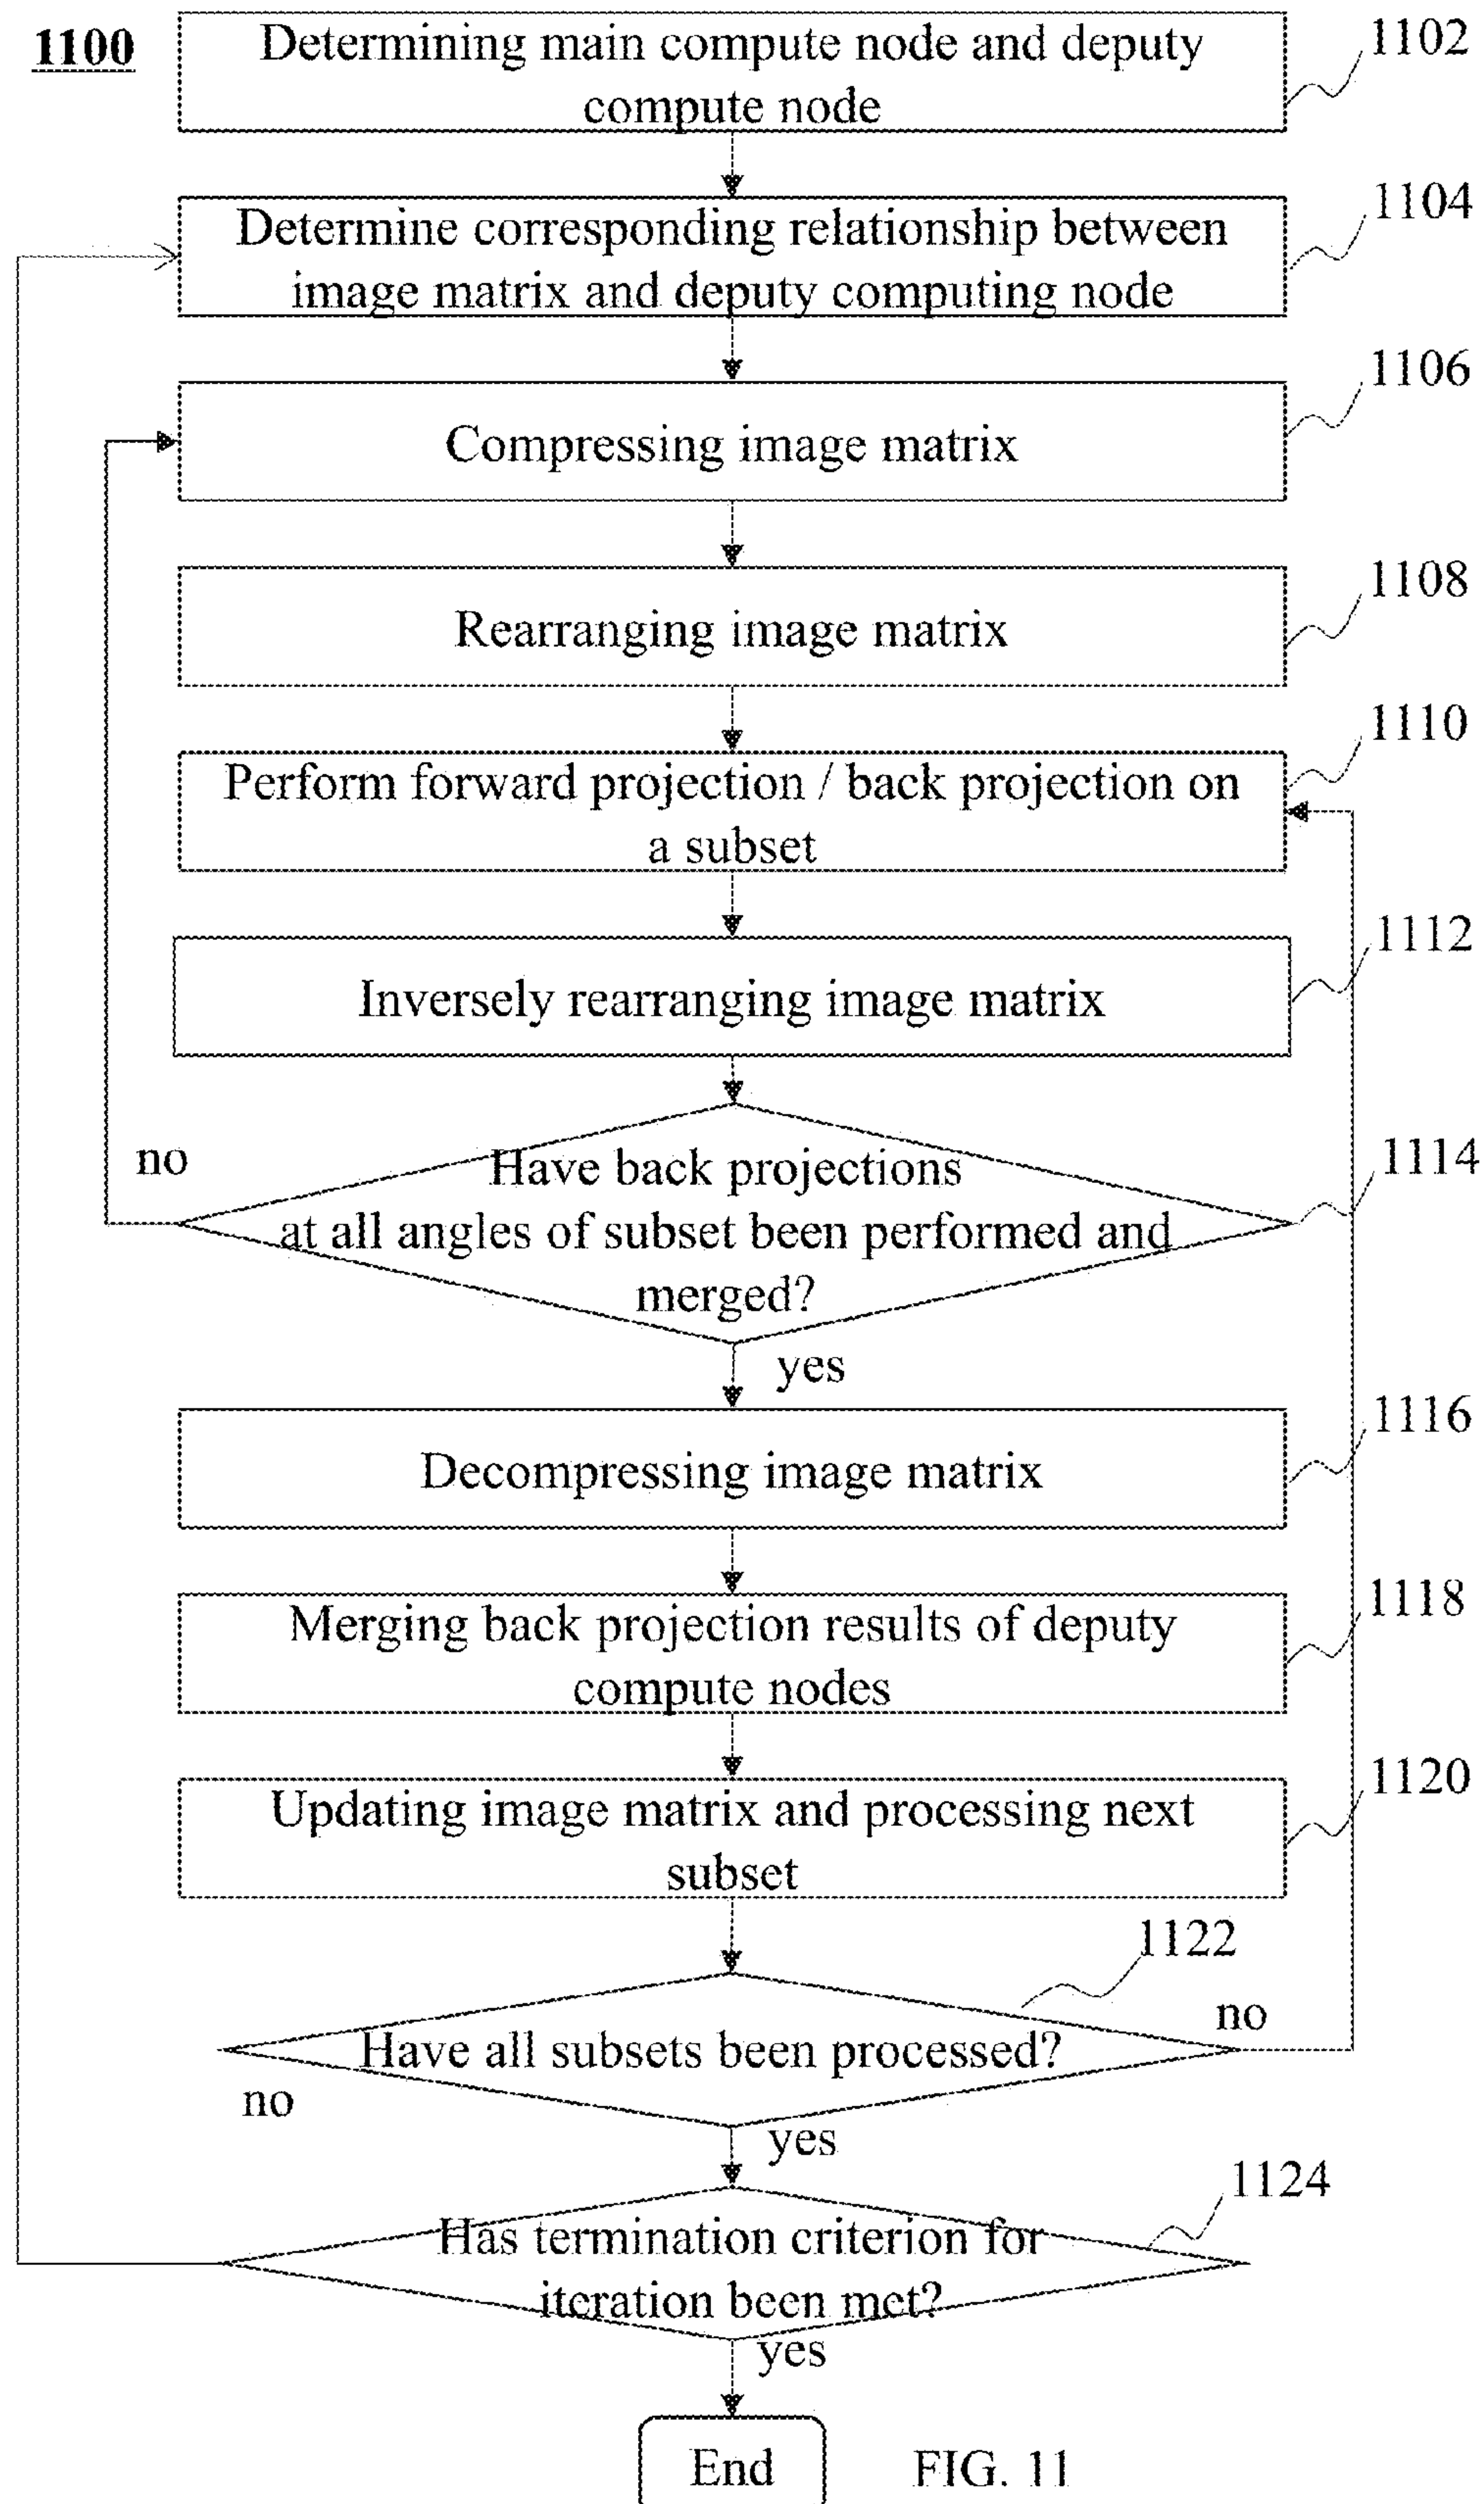 1100
Determining main compute node and deputy
compute node
1102
Determine corresponding relationship between
image matrix and deputy computing node
1104
Compressing image matrix
1106
Rearranging image matrix
1108
Perform forward projection / back projection on
a subset
1110
Inversely rearranging image matrix
1112
no
Have back projections
at all angles of subset been performed and
merged?
1114
yes
Decompressing image matrix
1116
Merging back projection results of deputy
compute nodes
1118
Updating image matrix and processing next
subset
1120
1122
Have all subsets been processed?
no
no
yes
1124
Has termination criterion for
iteration been met?
yes
End
FIG. 11